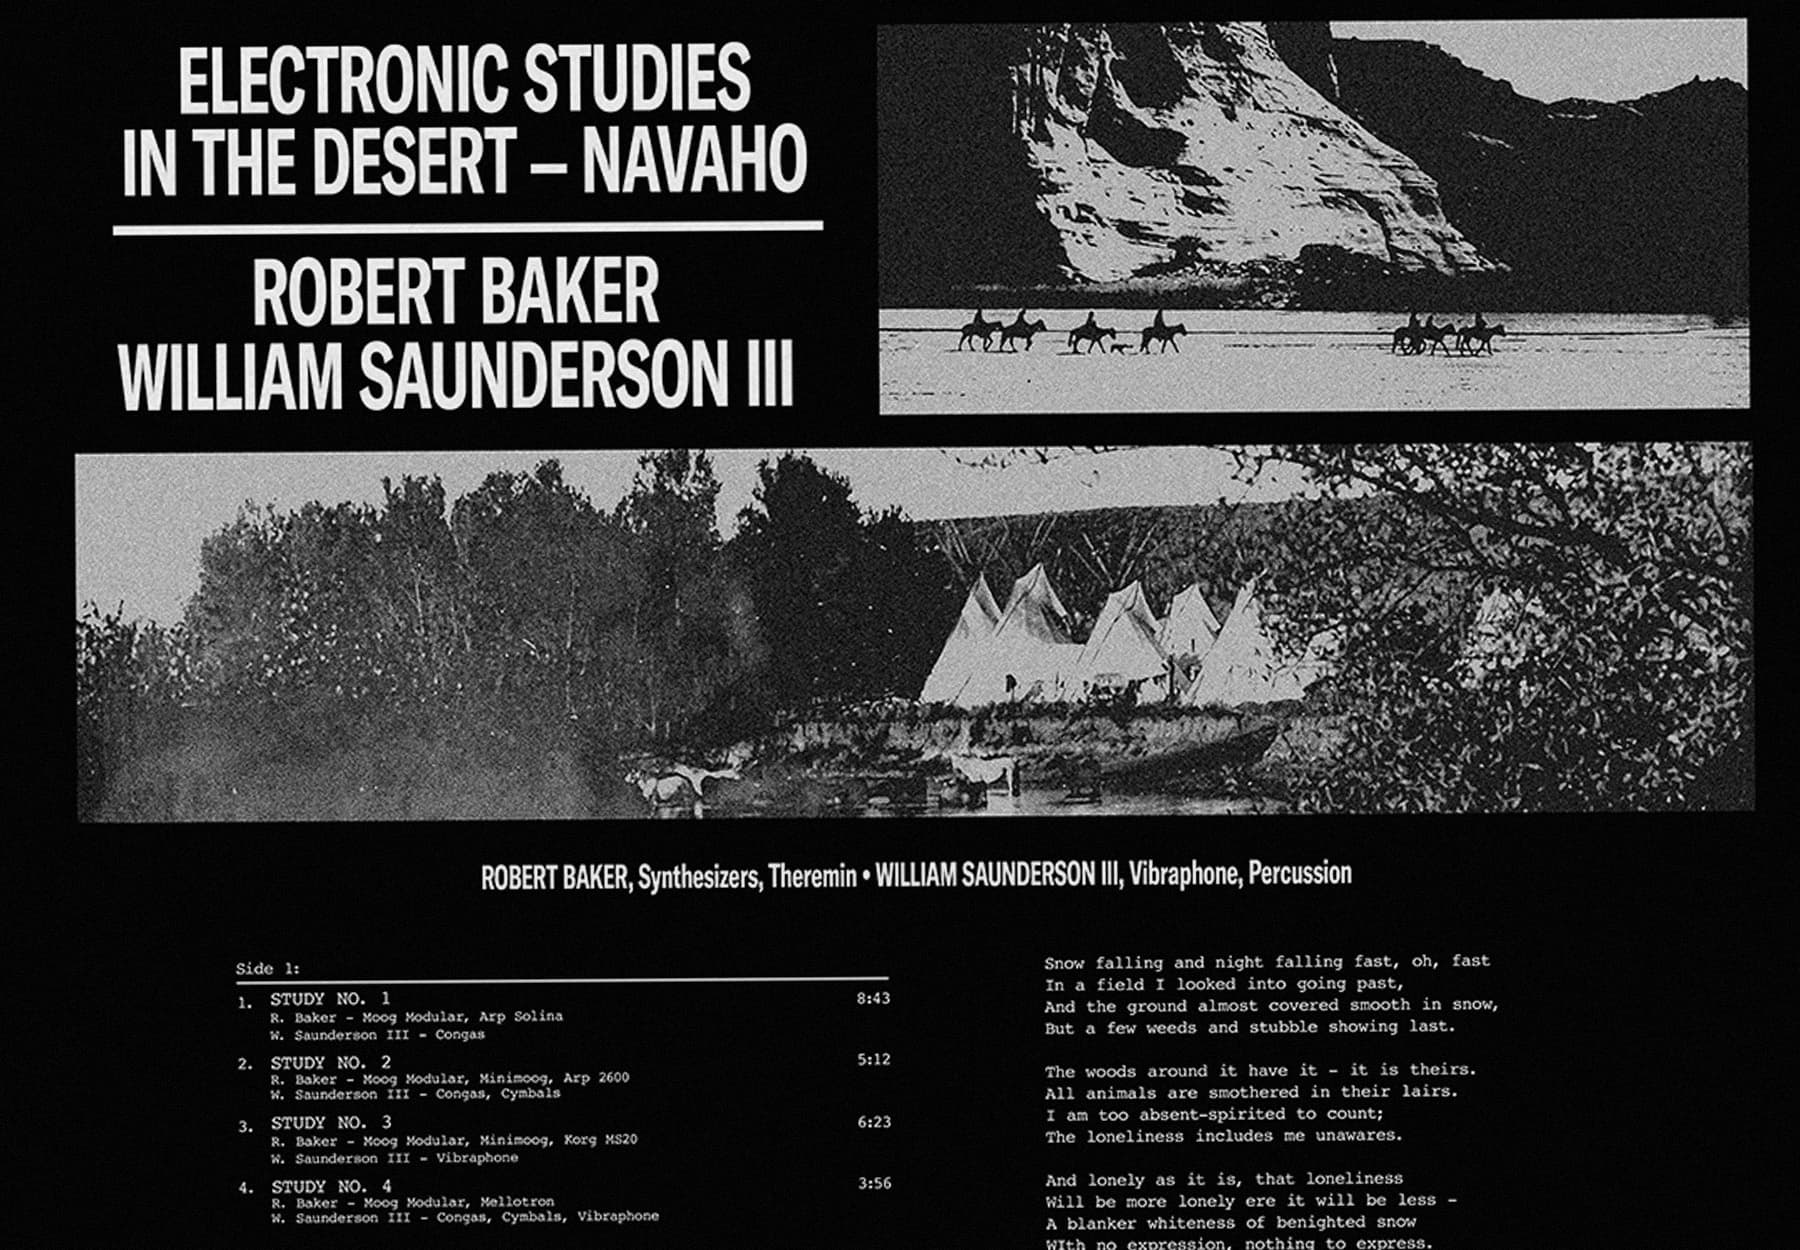 ELECTRONIC STUDIES
IN THE DESERT – NAVAHO
ROBERT BAKER
WILLIAM SAUNDERSON III
ROBERT BAKER, Synthesizers, Theremin • WILLIAM SAUNDERSON III, Vibraphone, Percussion
Side 1:
1. STUDY NO. 1 8:43
R. Baker – Moog Modular, Arp Solina
W. Saunderson III – Congas
2. STUDY NO. 2 5:12
R. Baker – Moog Modular, Minimoog, Arp 2600
W. Saunderson III – Congas, Cymbals
3. STUDY NO. 3 6:23
R. Baker – Moog Modular, Minimoog, Korg MS20
W. Saunderson III – Vibraphone
4. STUDY NO. 4 3:56
R. Baker – Moog Modular, Mellotron
W. Saunderson III – Congas, Cymbals, Vibraphone
Snow falling and night falling fast, oh, fast
In a field I looked into going past,
And the ground almost covered smooth in snow,
But a few weeds and stubble showing last.
The woods around it have it – it is theirs.
All animals are smothered in their lairs.
I am too absent-spirited to count;
The loneliness includes me unawares.
And lonely as it is, that loneliness
Will be more lonely ere it will be less –
A blanker whiteness of benighted snow
WIth no expression, nothing to express.